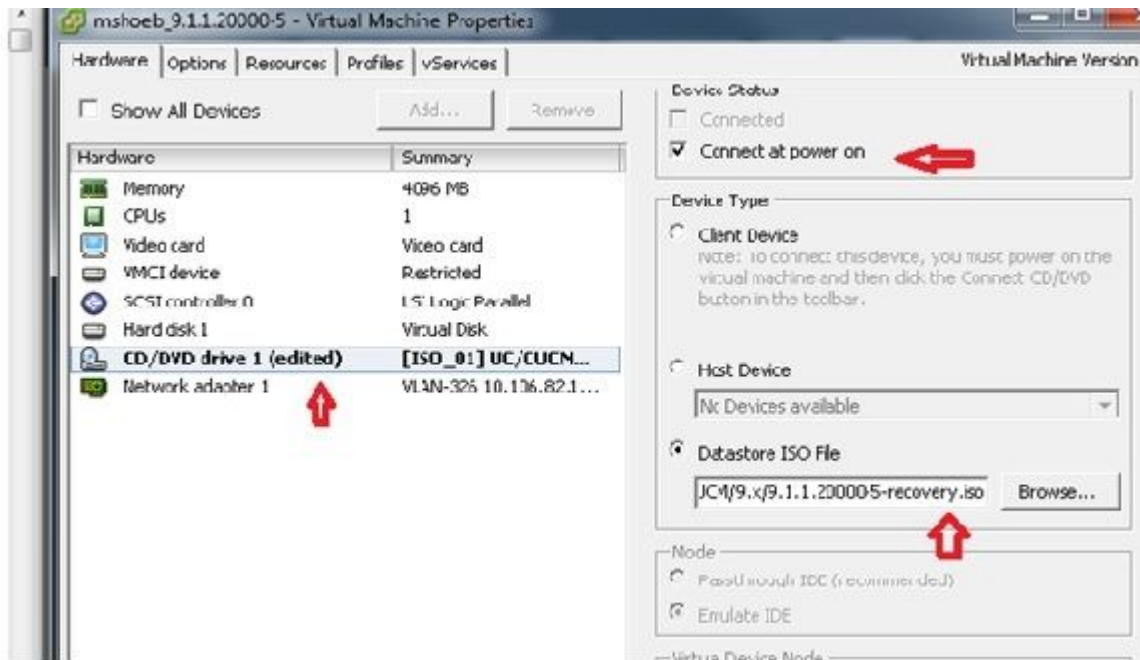 mshoeb_9.1.1.20000-5 - Virtual Machine Properties
Hardware Options Resources Profiles vServices Virtual Machine Version
Show All Devices Add... Remove
Hardware Summary
Memory 4096 MB
CPUs 1
Video card Video card
VMCI device Restricted
SCSI controller 0 LSI Logic Parallel
Hard disk 1 Virtual Disk
CD/DVD drive 1 (edited) [ISO_01] UC/CUCN...
Network adapter 1 VLAN-326 10.106.82.1...
Device Status
Connected
Connect at power on
Device Type
Client Device
Note: To connect this device, you must power on the
virtual machine and then click the Connect CD/DVD
button in the toolbar.
Host Device
No Devices available
Datastore ISO File
JCM/9.x/9.1.1.20000-5-recovery.iso Browse...
Node
Passthrough IDE (recommended)
Emulate IDE
Virtual Device Node